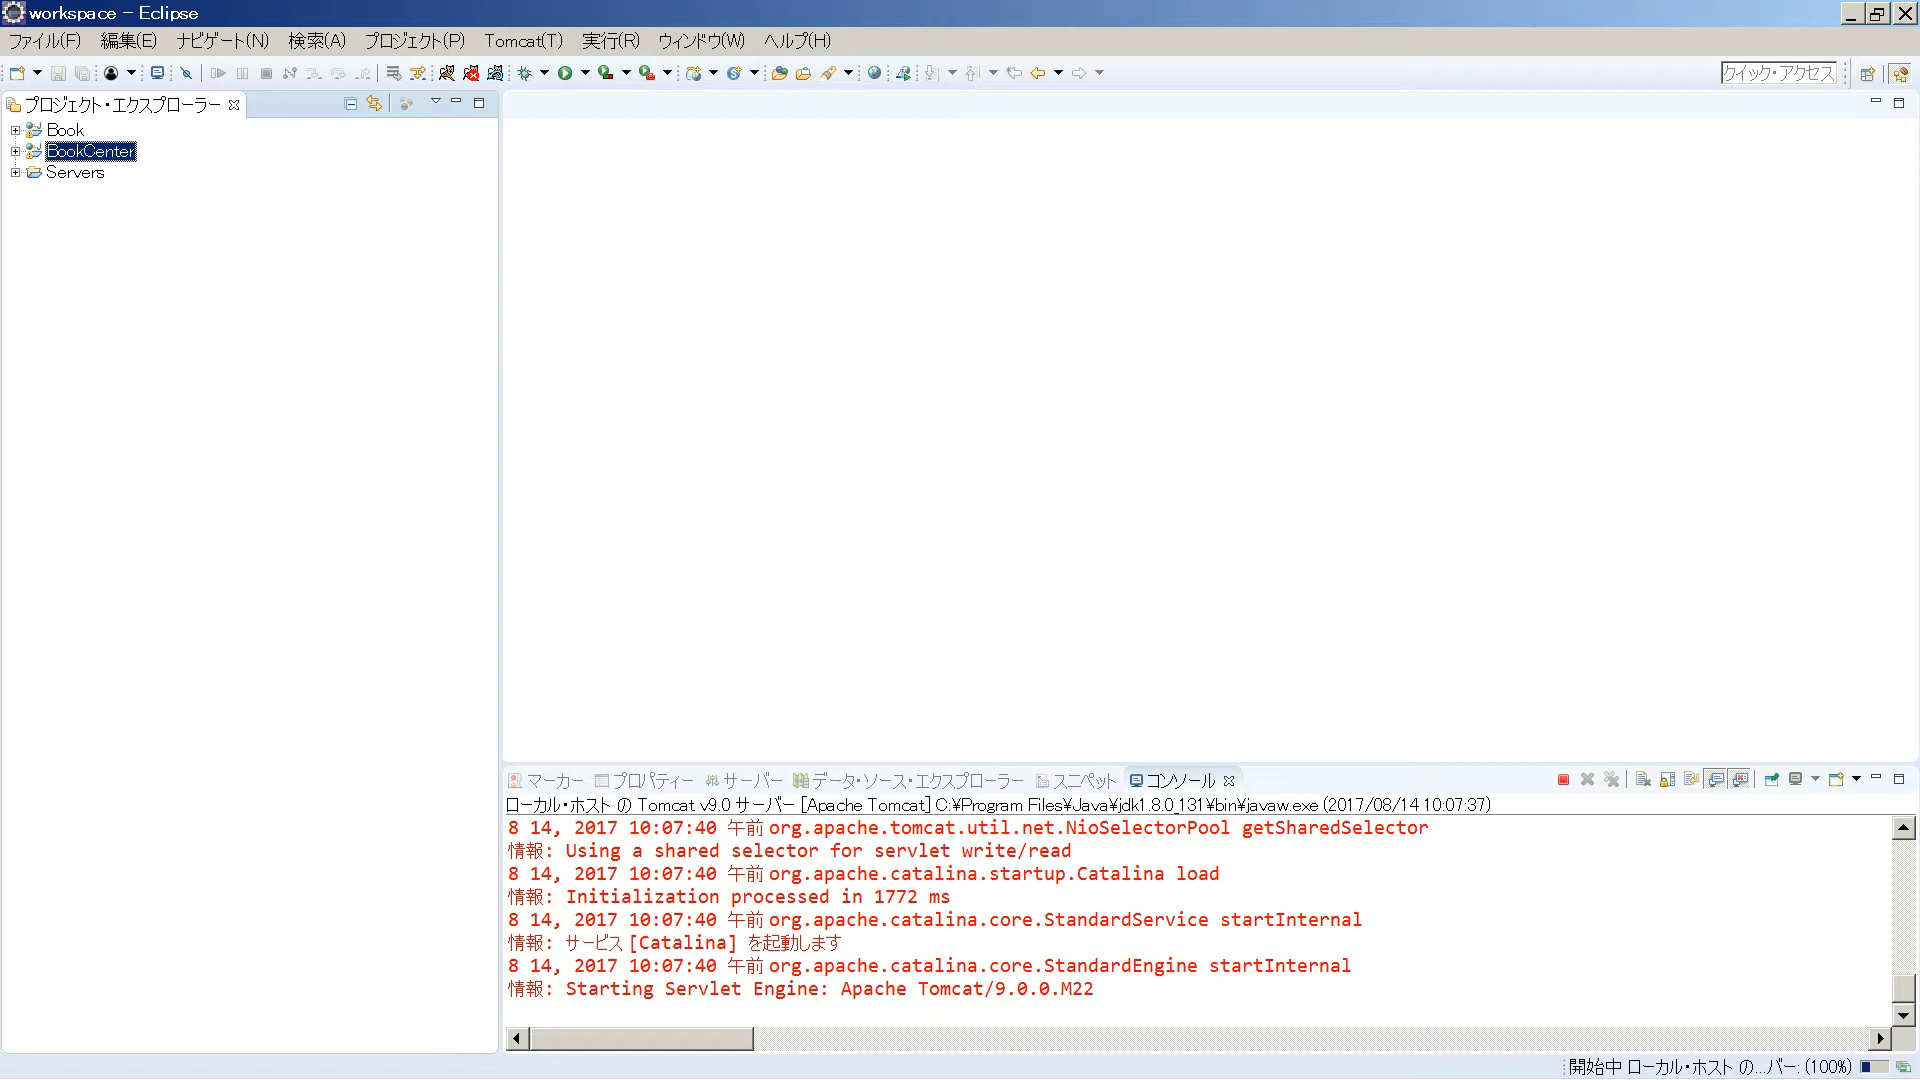 workspace − Eclipse
ファイル(F) 編集(E) ナビゲート(N) 検索(A) プロジェクト(P) Tomcat(T) 実行(R) ウィンドウ(W) ヘルプ(H)
クイック・アクセス
プロジェクト・エクスプローラー
Book
BookCenter
Servers
マーカー プロパティー サーバー データ・ソース・エクスプローラー スニペット コンソール
ローカル・ホスト の Tomcat v9.0 サーバー [Apache Tomcat] C:¥Program Files¥Java¥jdk1.8.0_131¥bin¥javaw.exe (2017/08/14 10:07:37)
8 14, 2017 10:07:40 午前 org.apache.tomcat.util.net.NioSelectorPool getSharedSelector
情報: Using a shared selector for servlet write/read
8 14, 2017 10:07:40 午前 org.apache.catalina.startup.Catalina load
情報: Initialization processed in 1772 ms
8 14, 2017 10:07:40 午前 org.apache.catalina.core.StandardService startInternal
情報: サービス [Catalina] を起動します
8 14, 2017 10:07:40 午前 org.apache.catalina.core.StandardEngine startInternal
情報: Starting Servlet Engine: Apache Tomcat/9.0.0.M22
開始中 ローカル・ホスト の...バー: (100%)